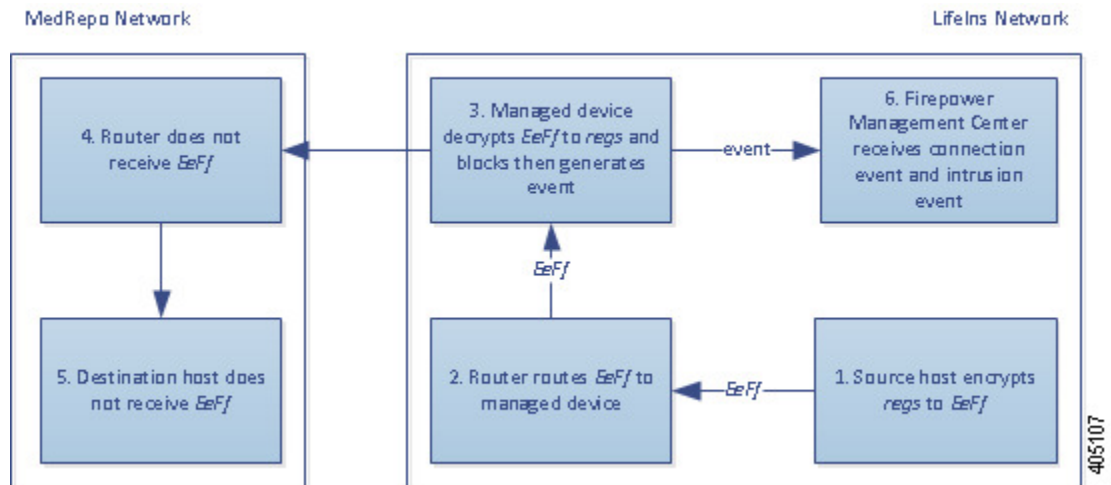 MedRepo Network
LifeIns Network
4. Router does not
receive EeFf
3. Managed device
decrypts EeFf to regs and
blocks then generates
event
event
6. Firepower
Management Center
receives connection
event and intrusion
event
EeFf
5. Destination host does
not receive EeFf
2. Router routes EeFf to
managed device
EeFf
1. Source host encrypts
regs to EeFf
405107